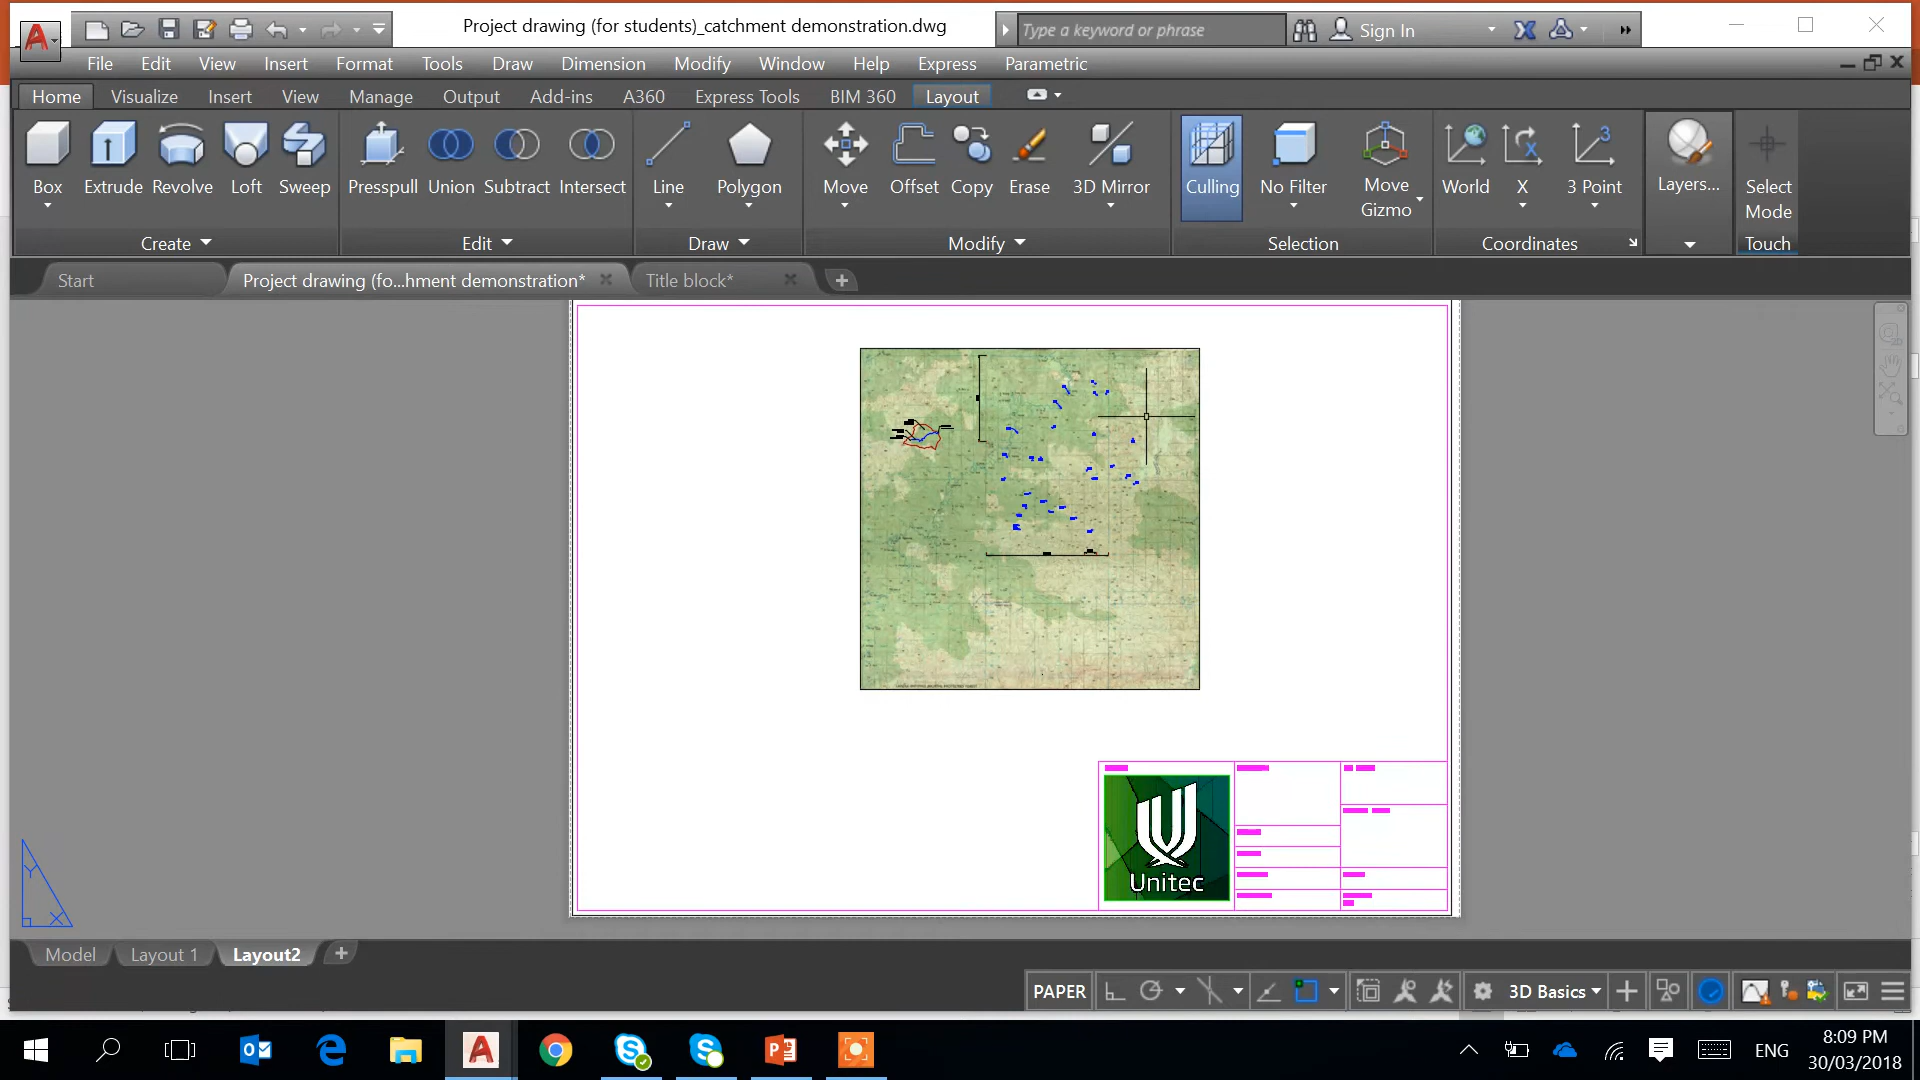 Project drawing (for students)_catchment demonstration.dwg
Type a keyword or phrase
Sign In
File Edit View Insert Format Tools Draw Dimension Modify Window Help Express Parametric
Home Visualize Insert View Manage Output Add-ins A360 Express Tools BIM 360 Layout
Box Extrude Revolve Loft Sweep Presspull Union Subtract Intersect Line Polygon Move Offset Copy Erase 3D Mirror Culling No Filter Move Gizmo World X 3 Point Layers... Select Mode
Create Edit Draw Modify Selection Coordinates Touch
Start Project drawing (fo...hment demonstration* Title block*
Unitec
Y
X
Model Layout 1 Layout2
PAPER 3D Basics
ENG
8:09 PM
30/03/2018